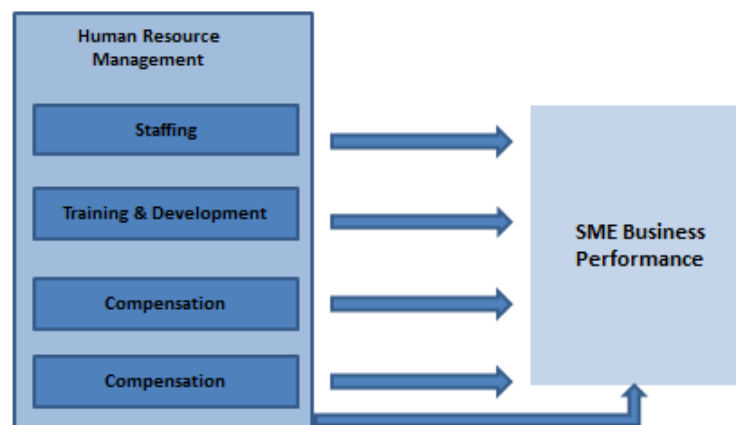 Human Resource
Management
Staffing
Training & Development
Compensation
Compensation
SME Business
Performance